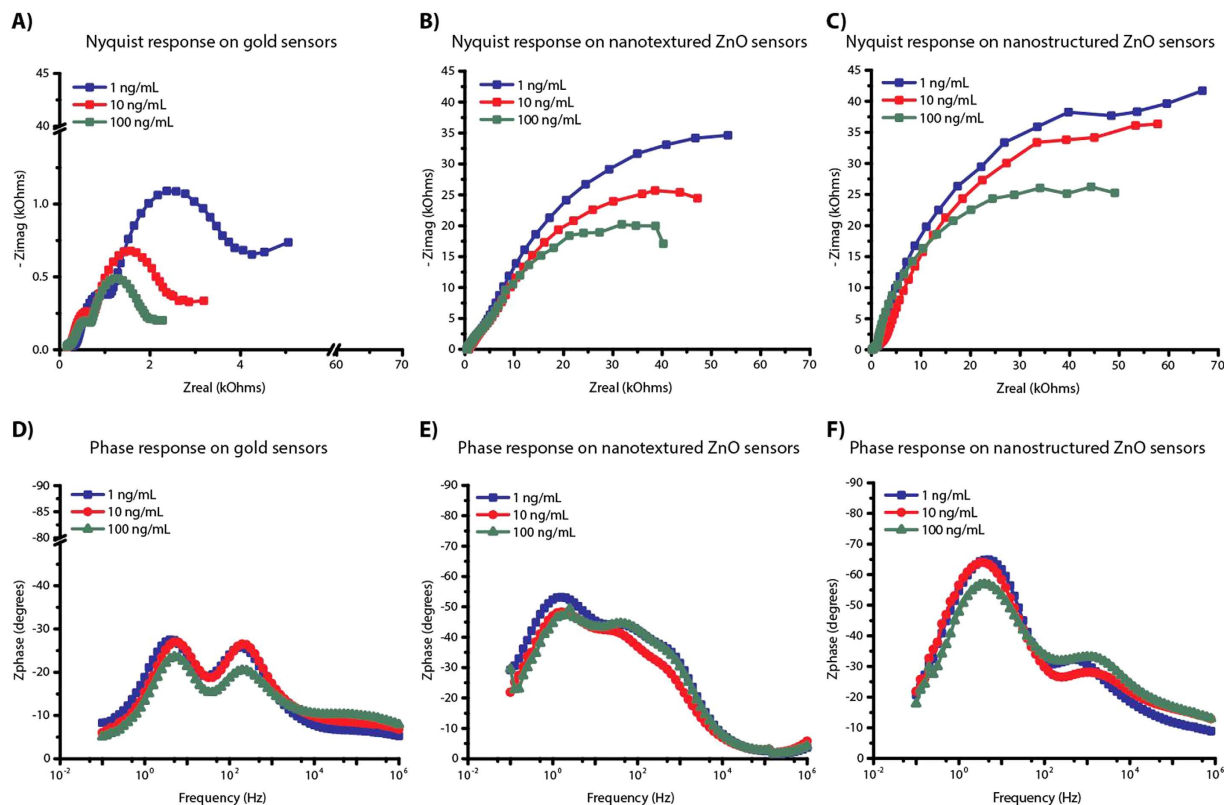 A)
Nyquist response on gold sensors
45
40
1.0
0.5
0.0
- Zimag (kOhms)
1 ng/mL
10 ng/mL
100 ng/mL
0 2 4 60 70
Zreal (kOhms)
B)
Nyquist response on nanotextured ZnO sensors
45
40
35
30
25
20
15
10
5
0
- Zimag (kOhms)
1 ng/mL
10 ng/mL
100 ng/mL
0 10 20 30 40 50 60 70
Zreal (kOhms)
C)
Nyquist response on nanostructured ZnO sensors
45
40
35
30
25
20
15
10
5
0
- Zimag (kOhms)
1 ng/mL
10 ng/mL
100 ng/mL
0 10 20 30 40 50 60 70
Zreal (kOhms)
D)
Phase response on gold sensors
-90
-85
-80
-40
-30
-20
-10
0
Zphase (degrees)
1 ng/mL
10 ng/mL
100 ng/mL
10⁻² 10⁰ 10² 10⁴ 10⁶
Frequency (Hz)
E)
Phase response on nanotextured ZnO sensors
-90
-80
-70
-60
-50
-40
-30
-20
-10
0
Zphase (degrees)
1 ng/mL
10 ng/mL
100 ng/mL
10⁻² 10⁰ 10² 10⁴ 10⁶
Frequency (Hz)
F)
Phase response on nanostructured ZnO sensors
-90
-80
-70
-60
-50
-40
-30
-20
-10
0
Zphase (degrees)
1 ng/mL
10 ng/mL
100 ng/mL
10⁻² 10⁰ 10² 10⁴ 10⁶
Frequency (Hz)